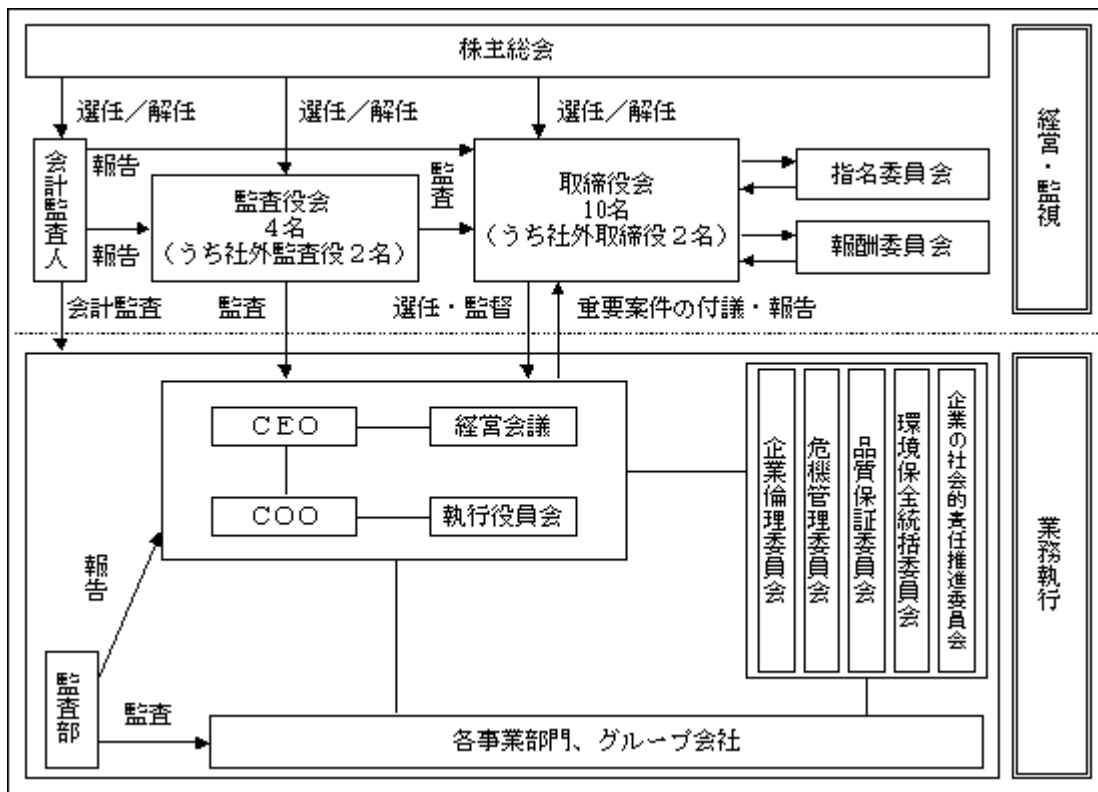 株主総会
選任／解任
選任／解任
選任／解任
経営・監視
会計監査人
報告
報告
監査役会
４名
（うち社外監査役２名）
監査
取締役会
10名
（うち社外取締役２名）
指名委員会
報酬委員会
会計監査
監査
選任・監督
重要案件の付議・報告
ＣＥＯ
経営会議
ＣＯＯ
執行役員会
企業倫理委員会
危機管理委員会
品質保証委員会
環境保全統括委員会
企業の社会的責任推進委員会
業務執行
報告
監査部
監査
各事業部門、グループ会社